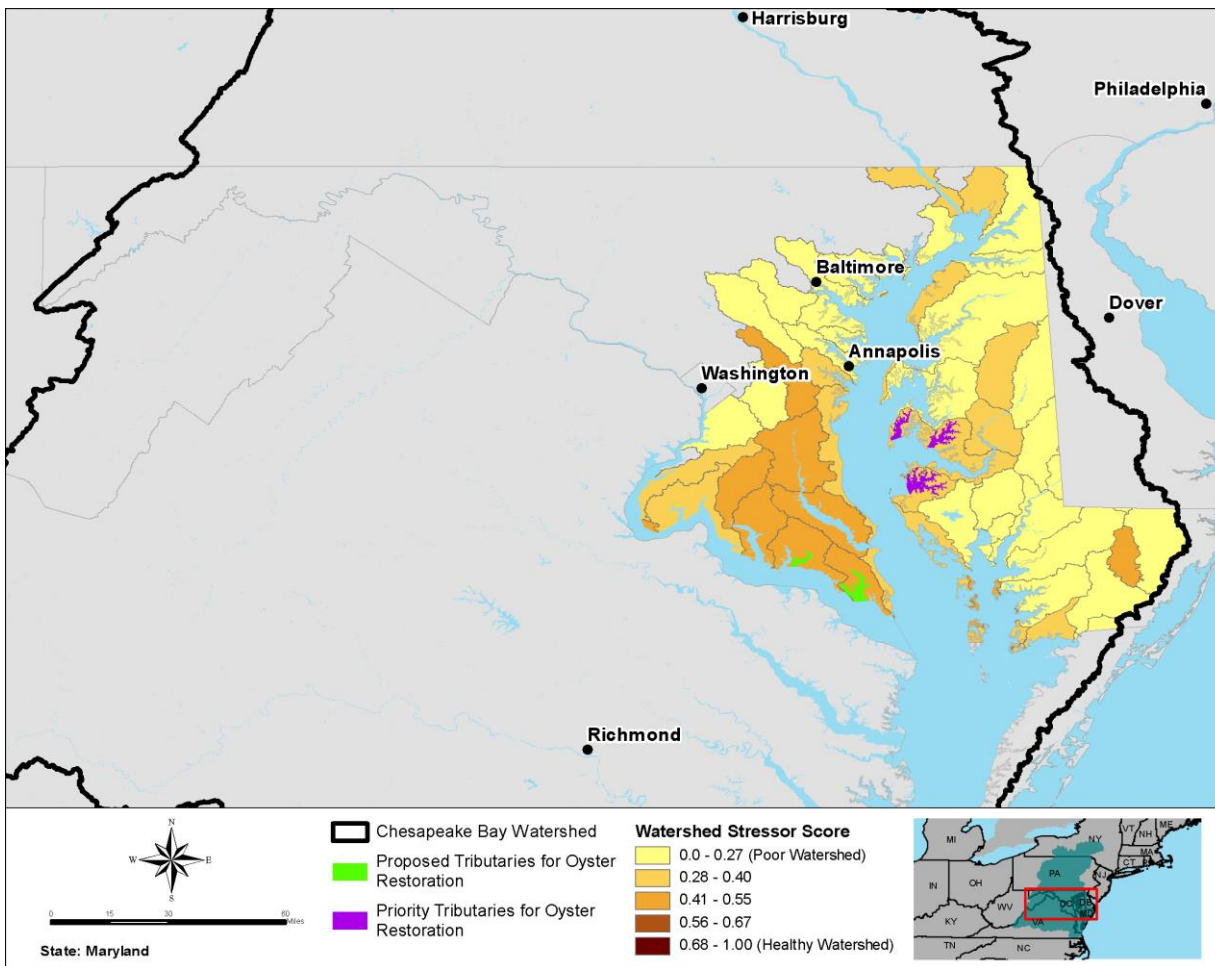 Harrisburg
Philadelphia
Baltimore
Dover
Annapolis
Washington
Richmond
N
W E
S
0 15 30 60
Miles
State: Maryland
Chesapeake Bay Watershed
Proposed Tributaries for Oyster
Restoration
Priority Tributaries for Oyster
Restoration
Watershed Stressor Score
0.0 - 0.27 (Poor Watershed)
0.28 - 0.40
0.41 - 0.55
0.56 - 0.67
0.68 - 1.00 (Healthy Watershed)
MI
NY
VT
NH
ME
MA
CT
PA
NJ
IN
OH
WV
DC
DE
MD
KY
VA
TN
NC